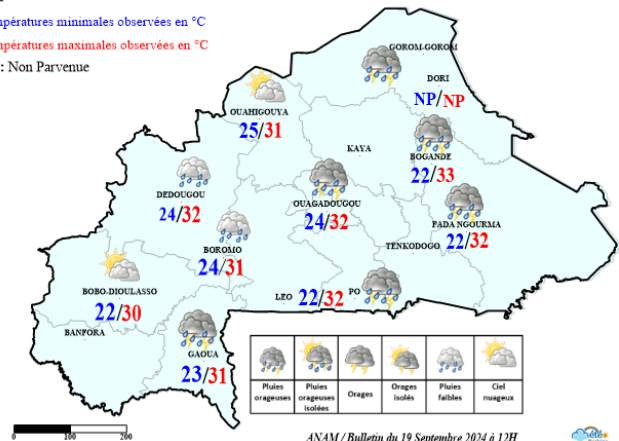 Températures minimales observées en °C
Températures maximales observées en °C
: Non Parvenue
GOROM-GOROM
DORI
NP/NP
OUAHIGOUYA
25/31
KAYA
BOGANDE
22/33
DEDOUGOU
24/32
OUAGADOUGOU
24/32
FADA NGOURMA
22/32
BOROMO
24/31
TENKODOGO
BOBO-DIOULASSO
22/30
LEO
22/32
PO
BANFORA
GAOUA
23/31
Pluies orageuses
Pluies orageuses isolées
Orages
Orages isolés
Pluies faibles
Ciel nuageux
0 100 200
ANAM / Bulletin du 19 Septembre 2024 à 12H